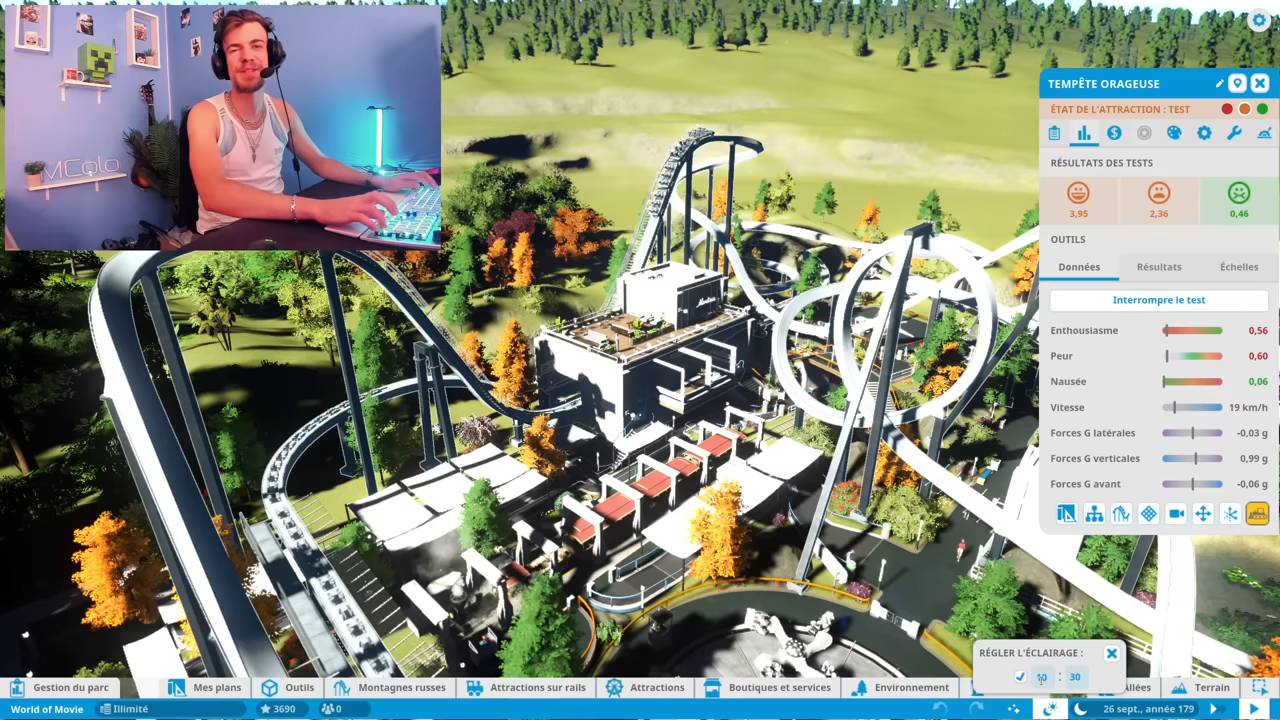 MColo
TEMPÊTE ORAGEUSE
ÉTAT DE L'ATTRACTION : TEST
RÉSULTATS DES TESTS
3,95 2,36 0,46
OUTILS
Données Résultats Échelles
Interrompre le test
Enthousiasme 0,56
Peur 0,60
Nausée 0,06
Vitesse 19 km/h
Forces G latérales -0,03 g
Forces G verticales 0,99 g
Forces G avant -0,06 g
RÉGLER L'ÉCLAIRAGE :
10 : 30
Gestion du parc Mes plans Outils Montagnes russes Attractions sur rails Attractions Boutiques et services Environnement Allées Terrain
World of Movie Illimité 3690 0 26 sept., année 179